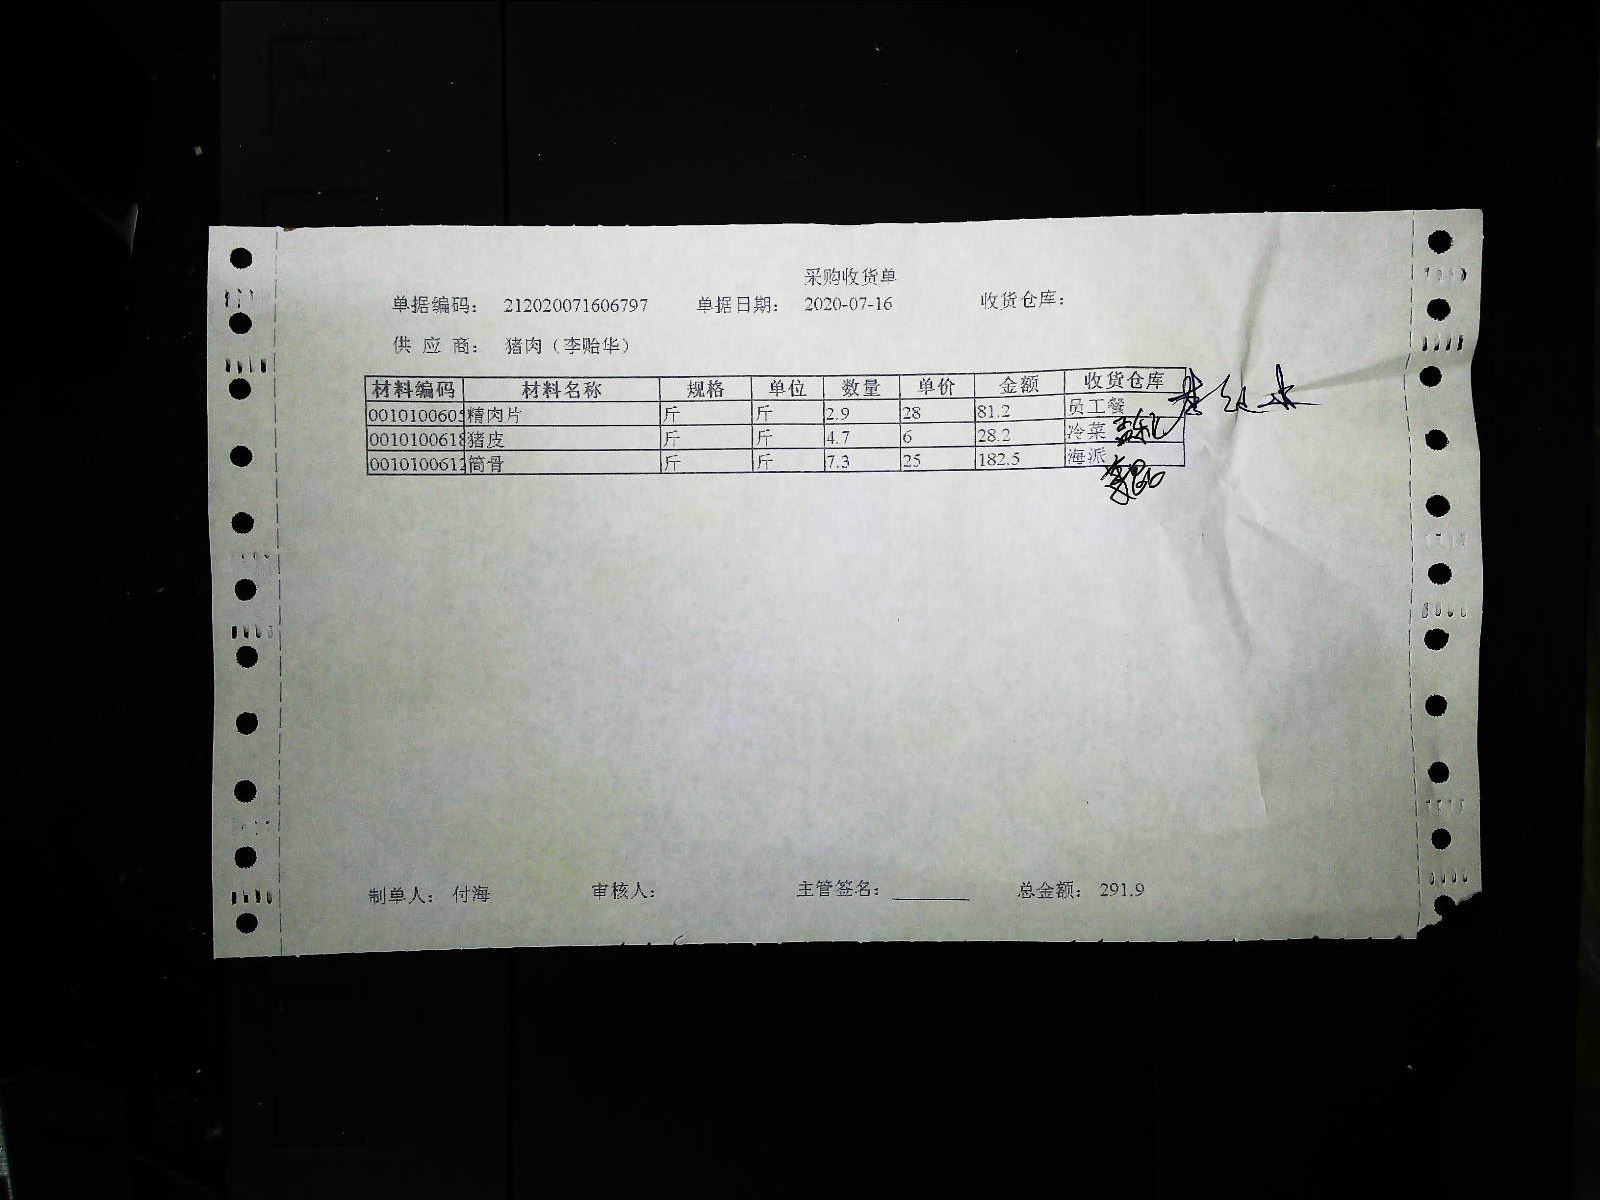 采购收货单
单据编码： 212020071606797 单据日期： 2020-07-16 收货仓库：
供 应 商： 猪肉（李贻华）
材料编码 材料名称 规格 单位 数量 单价 金额 收货仓库
0010100605 精肉片 斤 斤 2.9 28 81.2 员工餐
0010100618 猪皮 斤 斤 4.7 6 28.2 冷菜
0010100612 筒骨 斤 斤 7.3 25 182.5 海派
制单人： 付海 审核人： 主管签名： 总金额： 291.9